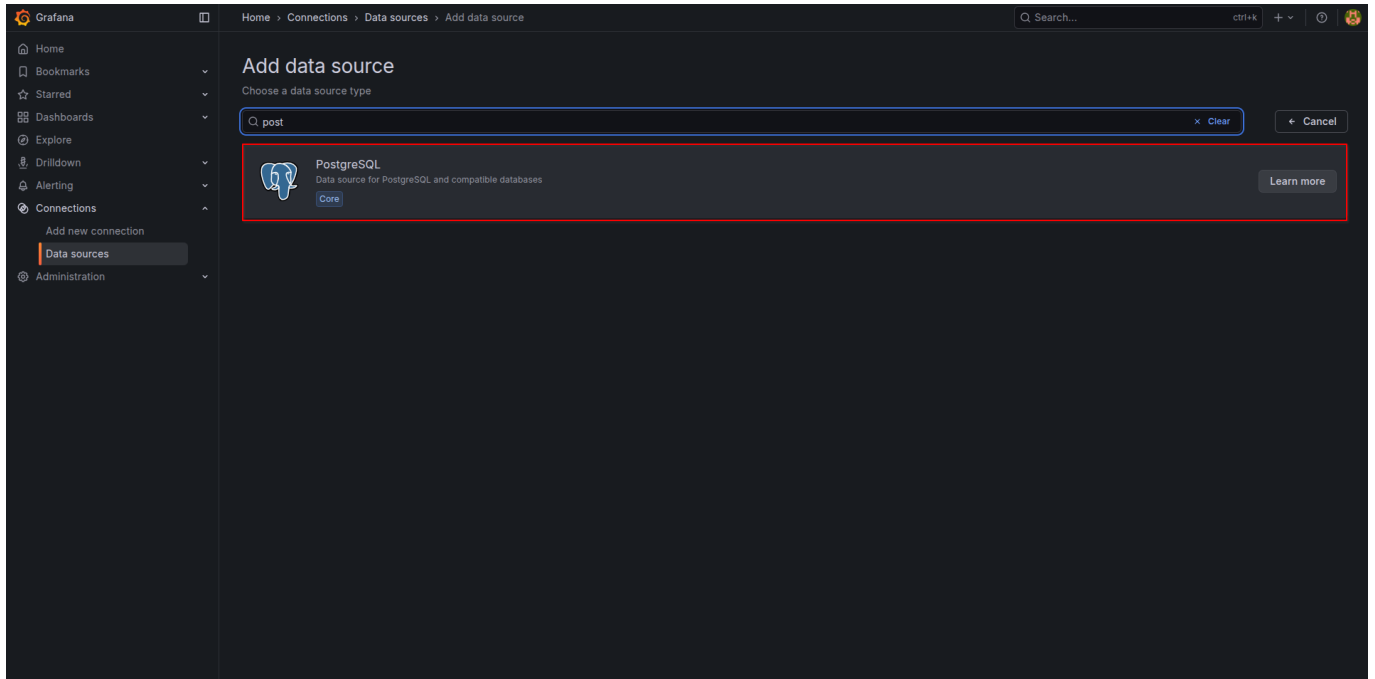 Grafana
Home › Connections › Data sources › Add data source
Search...
ctrl+k
Home
Bookmarks
Starred
Dashboards
Explore
Drilldown
Alerting
Connections
Add new connection
Data sources
Administration
Add data source
Choose a data source type
post
Clear
Cancel
PostgreSQL
Data source for PostgreSQL and compatible databases
Core
Learn more